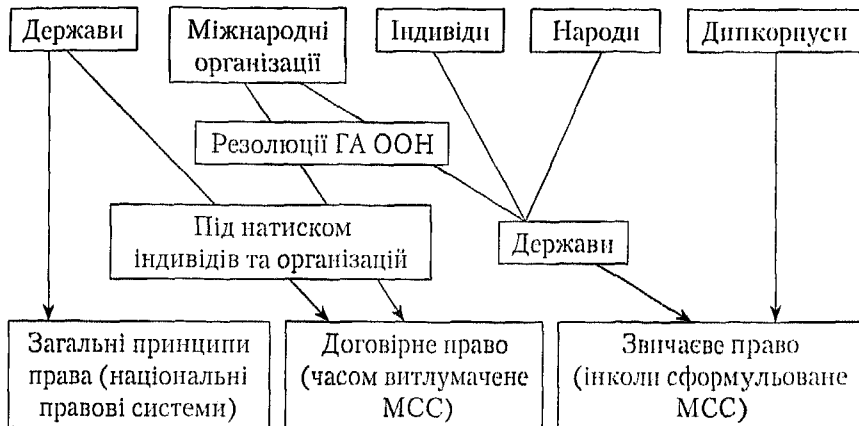 Держави
Міжнародні
організації
Індивіди
Народи
Дипкорпуси
Резолюції ГА ООН
Під натиском
індивідів та організацій
Держави
Загальні принципи
права (національні
правові системи)
Договірне право
(часом витлумачене
МСС)
Звичаєве право
(інколи сформульоване
МСС)